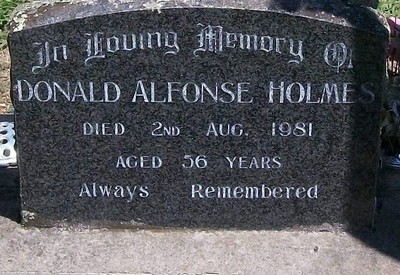 In Loving Memory Of
DONALD ALFONSE HOLMES
DIED 2ND AUG. 1981
AGED 56 YEARS
Always Remembered